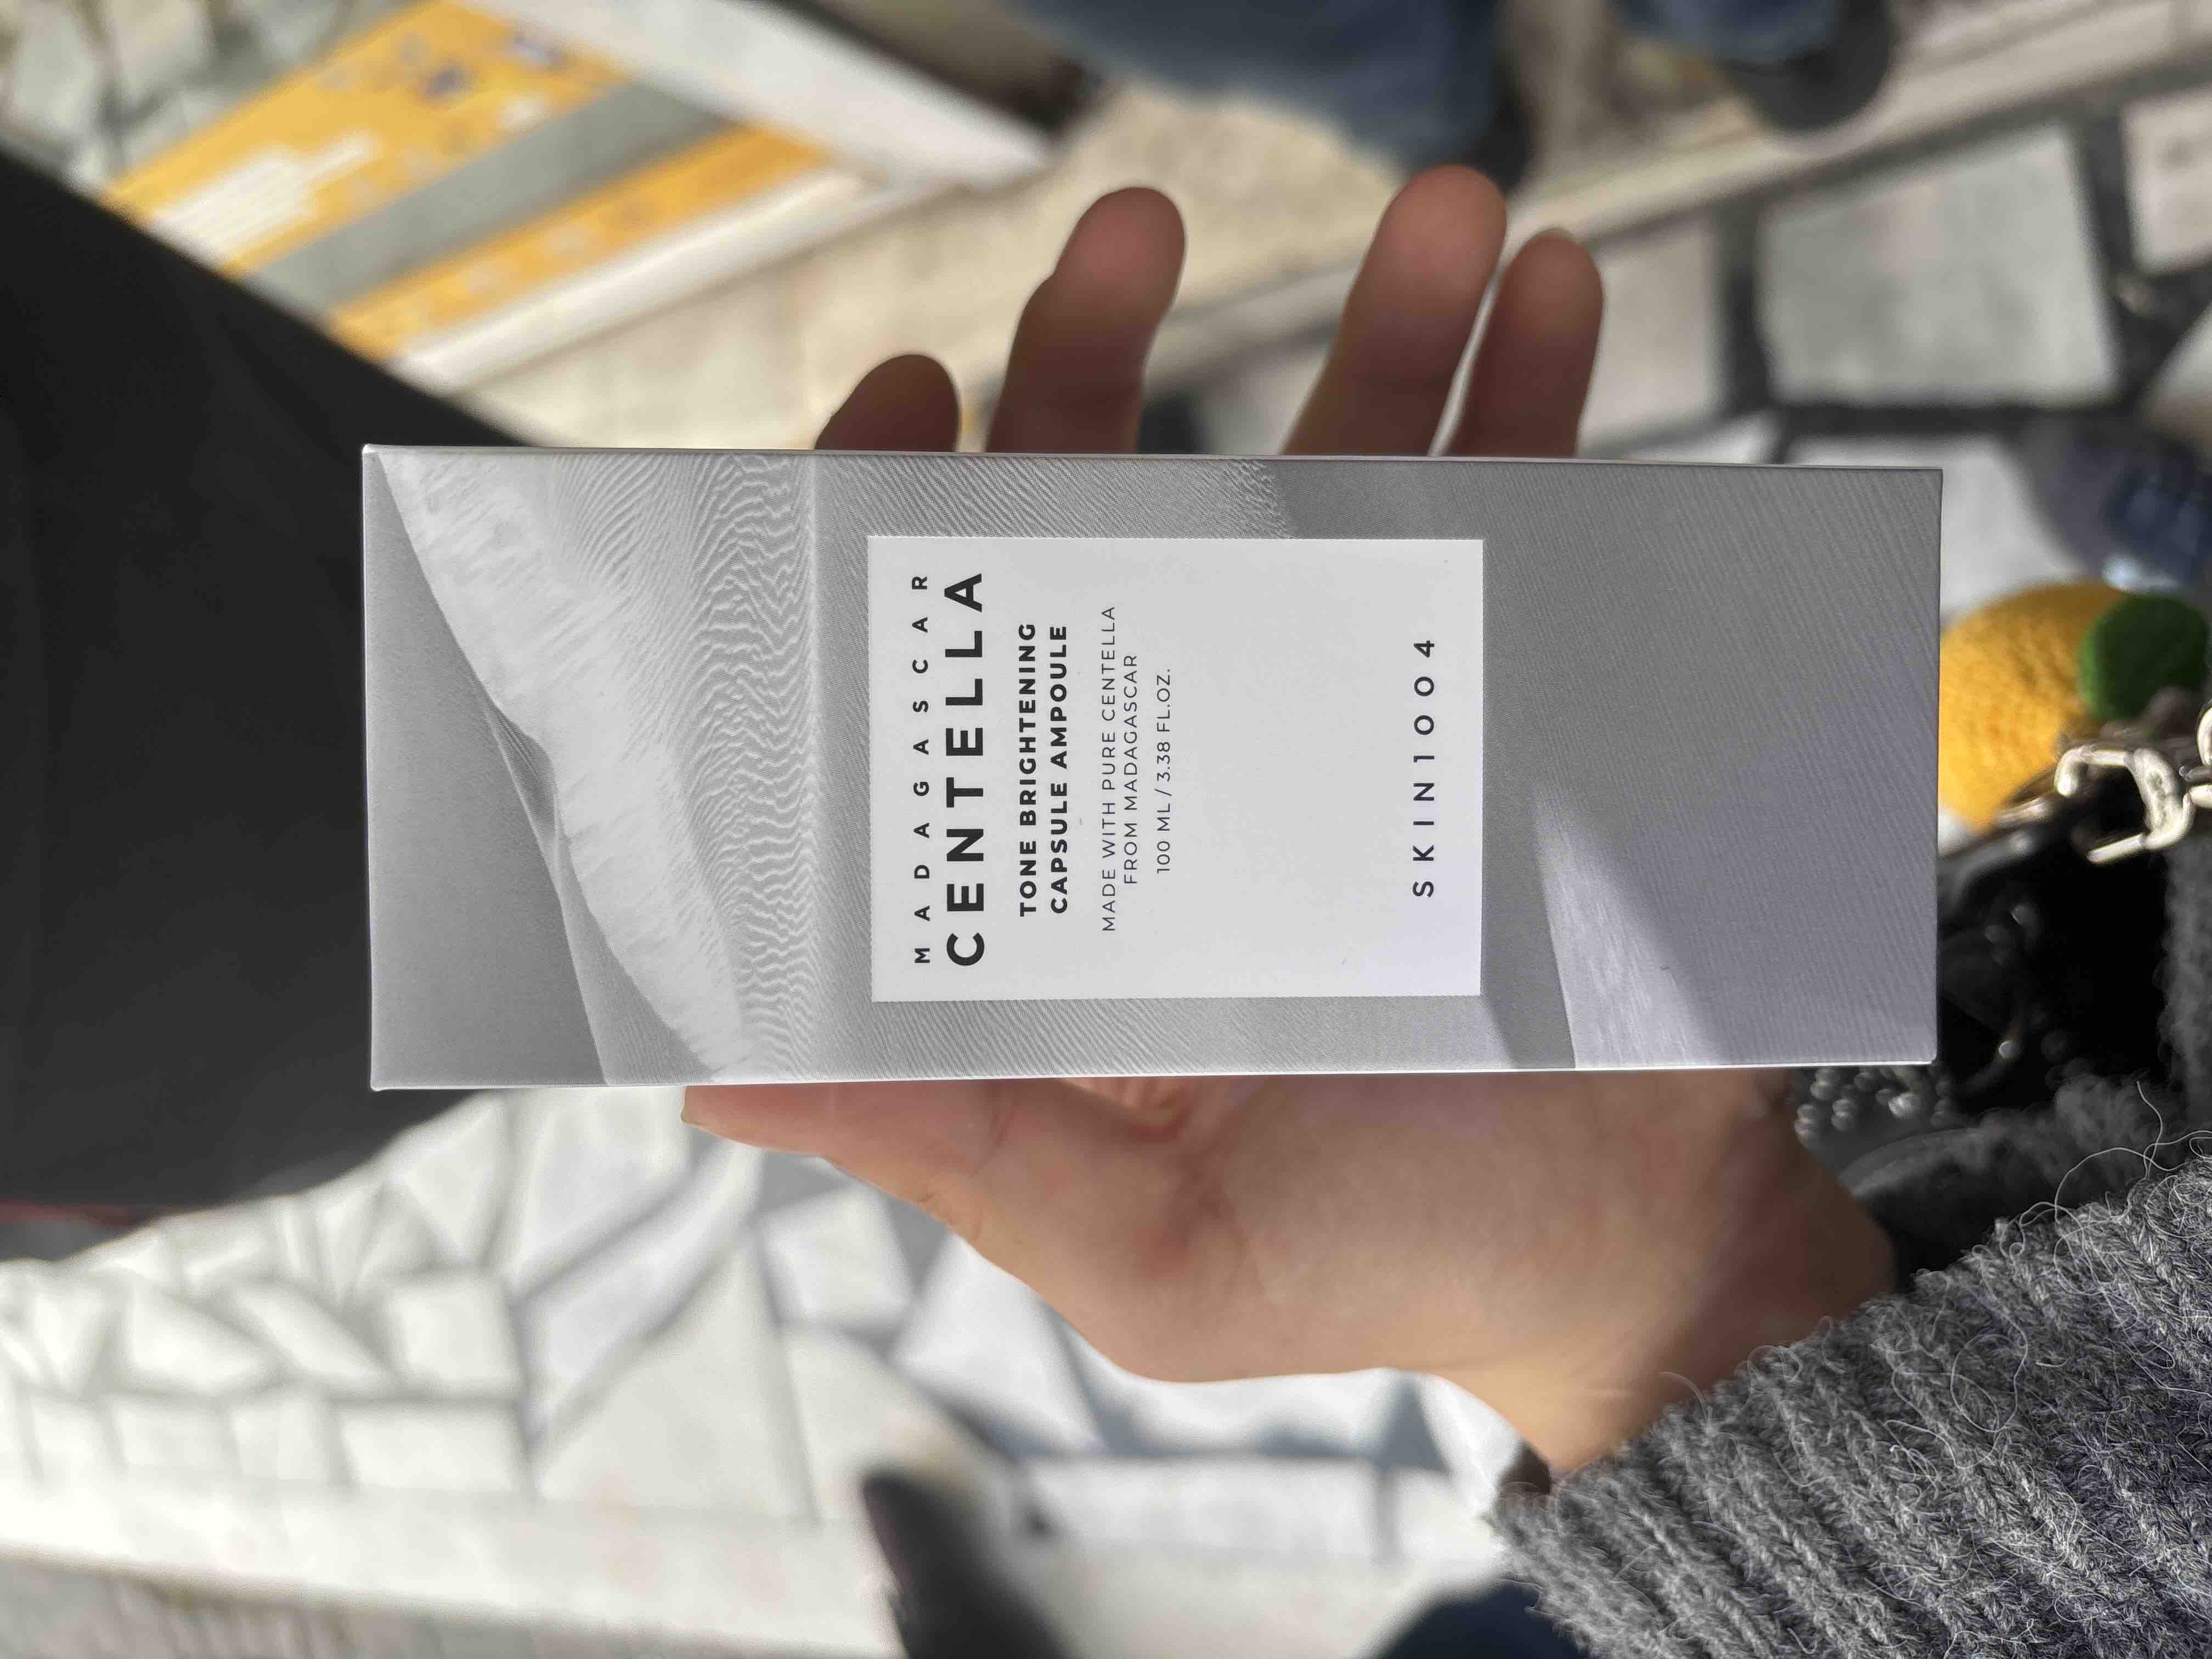 MADAGASCAR
CENTELLA
TONE BRIGHTENING
CAPSULE AMPOULE
MADE WITH PURE CENTELLA
FROM MADAGASCAR
100 ML / 3.38 FL.OZ.
SKIN1004